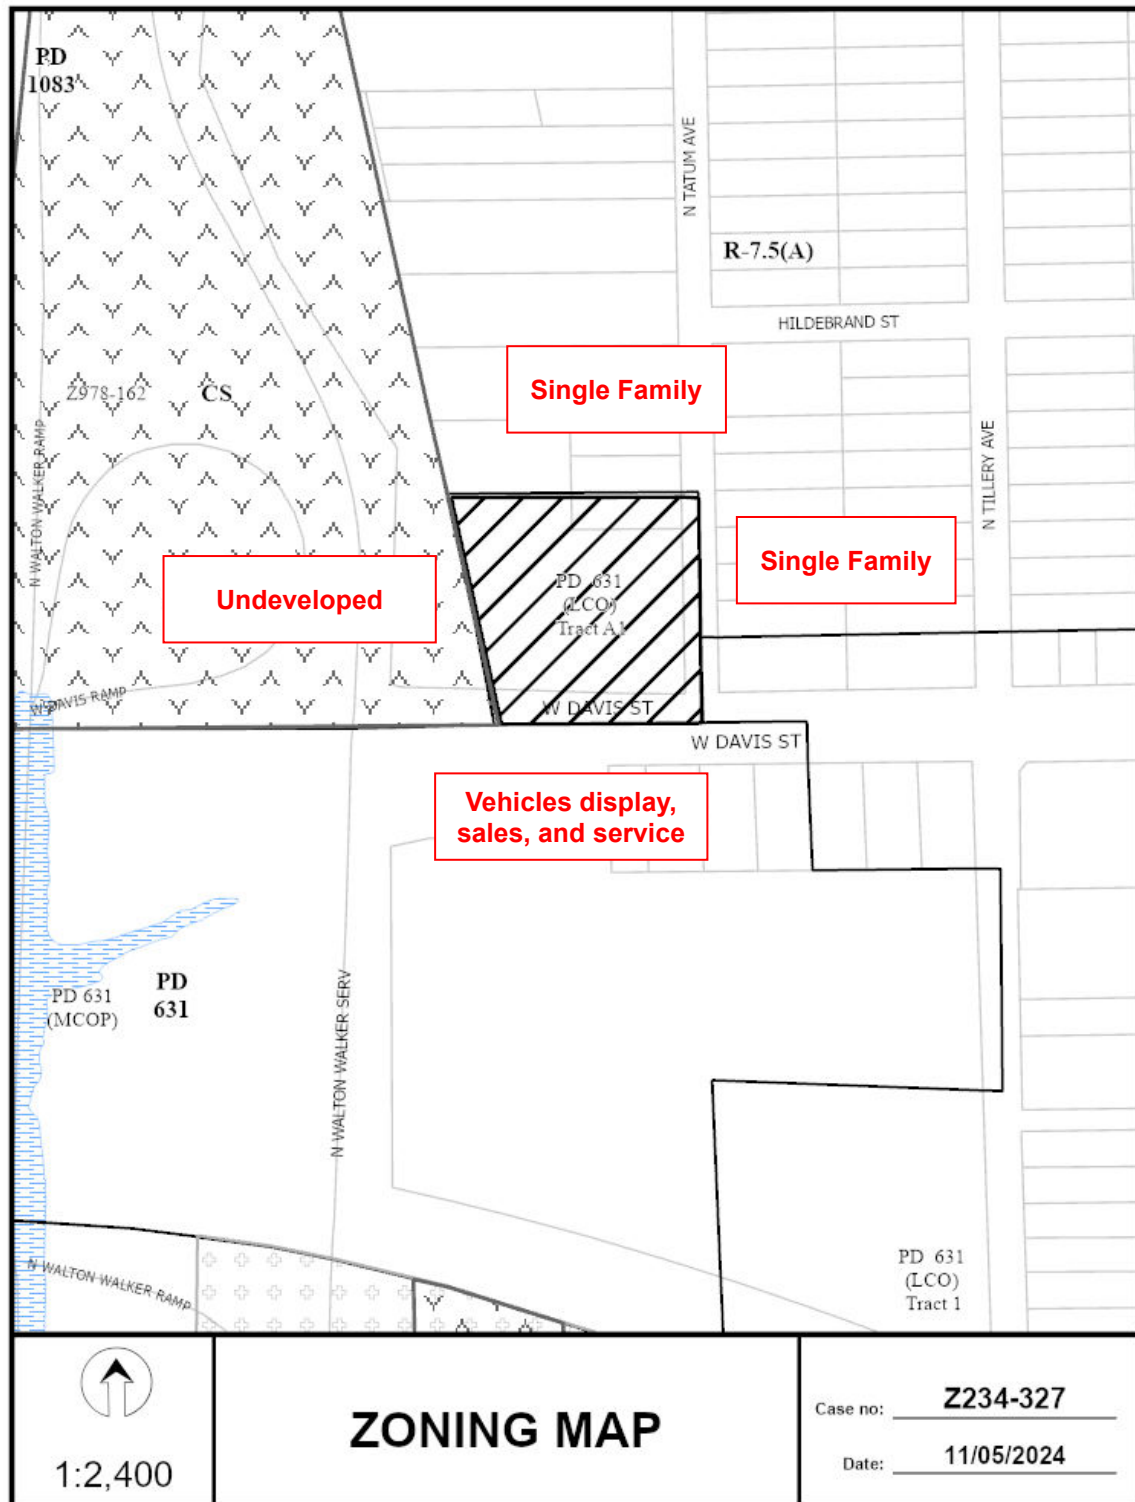 PD
1083
N TATUM AVE
R-7.5(A)
HILDEBRAND ST
Z978-162
CS
Single Family
N WALTON WALKER RAMP
N TILLERY AVE
Single Family
Undeveloped
PD 631
(LCO)
Tract A1
W DAVIS RAMP
W DAVIS ST
W DAVIS ST
Vehicles display,
sales, and service
PD 631
(MCOP)
PD
631
N WALTON WALKER SERV
N WALTON WALKER RAMP
PD 631
(LCO)
Tract 1
1:2,400
ZONING MAP
Case no: Z234-327
Date: 11/05/2024